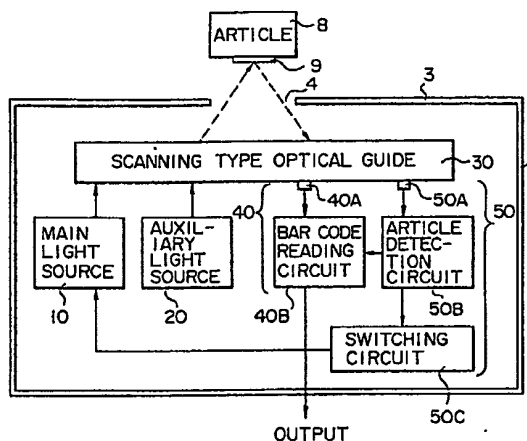 ARTICLE
8
9
4
3
SCANNING TYPE OPTICAL GUIDE
30
40
40A
50A
50
MAIN
LIGHT
SOURCE
10
AUXIL-
IARY
LIGHT
SOURCE
20
BAR CODE
READING
CIRCUIT
40B
ARTICLE
DETEC-
TION
CIRCUIT
50B
SWITCHING
CIRCUIT
50C
OUTPUT